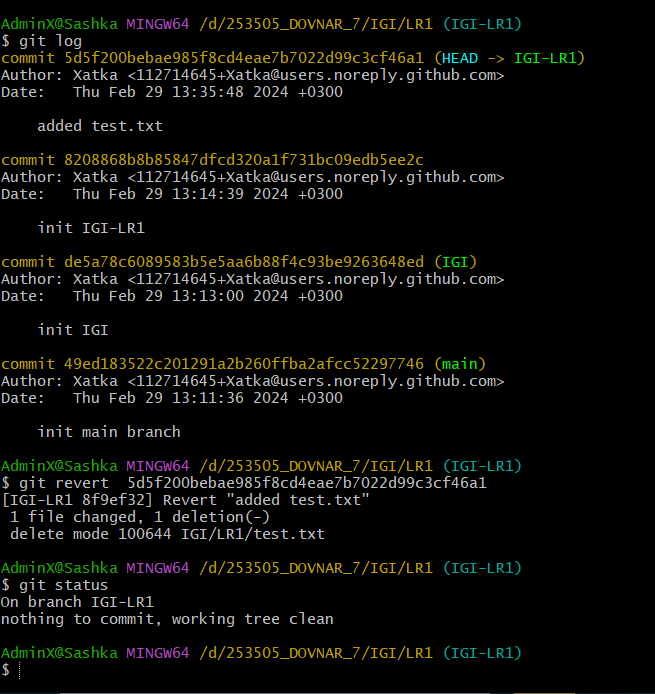 AdminX@Sashka MINGW64 /d/253505_DOVNAR_7/IGI/LR1 (IGI-LR1)
$ git log
commit 5d5f200bebae985f8cd4eae7b7022d99c3cf46a1 (HEAD -> IGI-LR1)
Author: Xatka <112714645+Xatka@users.noreply.github.com>
Date:   Thu Feb 29 13:35:48 2024 +0300
    added test.txt
commit 8208868b8b85847dfcd320a1f731bc09edb5ee2c
Author: Xatka <112714645+Xatka@users.noreply.github.com>
Date:   Thu Feb 29 13:14:39 2024 +0300
    init IGI-LR1
commit de5a78c6089583b5e5aa6b88f4c93be9263648ed (IGI)
Author: Xatka <112714645+Xatka@users.noreply.github.com>
Date:   Thu Feb 29 13:13:00 2024 +0300
    init IGI
commit 49ed183522c201291a2b260ffba2afcc52297746 (main)
Author: Xatka <112714645+Xatka@users.noreply.github.com>
Date:   Thu Feb 29 13:11:36 2024 +0300
    init main branch
AdminX@Sashka MINGW64 /d/253505_DOVNAR_7/IGI/LR1 (IGI-LR1)
$ git revert  5d5f200bebae985f8cd4eae7b7022d99c3cf46a1
[IGI-LR1 8f9ef32] Revert "added test.txt"
 1 file changed, 1 deletion(-)
 delete mode 100644 IGI/LR1/test.txt
AdminX@Sashka MINGW64 /d/253505_DOVNAR_7/IGI/LR1 (IGI-LR1)
$ git status
On branch IGI-LR1
nothing to commit, working tree clean
AdminX@Sashka MINGW64 /d/253505_DOVNAR_7/IGI/LR1 (IGI-LR1)
$